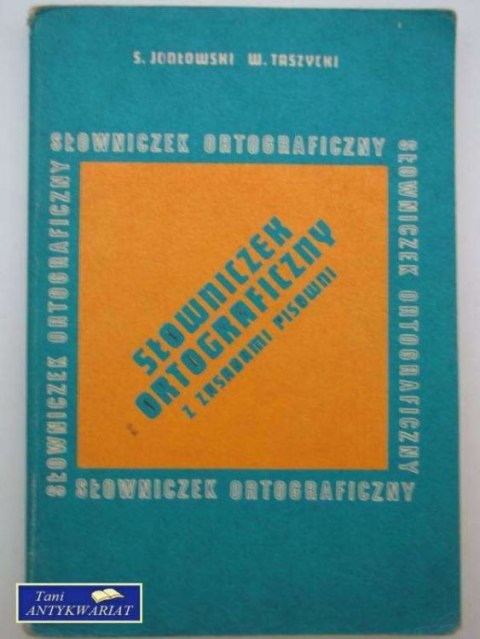 S. JODŁOWSKI W. TASZYCKI
SŁOWNICZEK ORTOGRAFICZNY
SŁOWNICZEK ORTOGRAFICZNY
SŁOWNICZEK ORTOGRAFICZNY
SŁOWNICZEK
ORTOGRAFICZNY
Z ZASADAMI PISOWNI
SŁOWNICZEK ORTOGRAFICZNY
Tani
ANTYKWARIAT